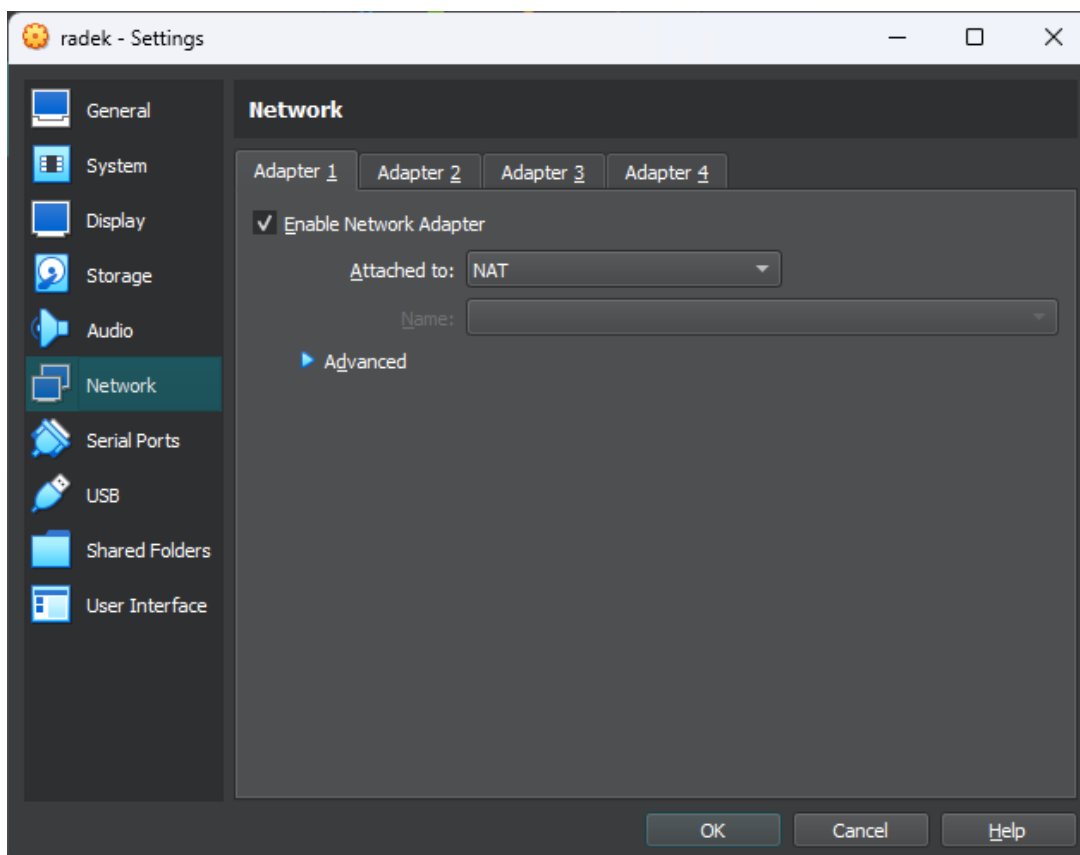 radek - Settings
General
System
Display
Storage
Audio
Network
Serial Ports
USB
Shared Folders
User Interface
Network
Adapter 1 Adapter 2 Adapter 3 Adapter 4
Enable Network Adapter
Attached to: NAT
Name:
Advanced
OK Cancel Help